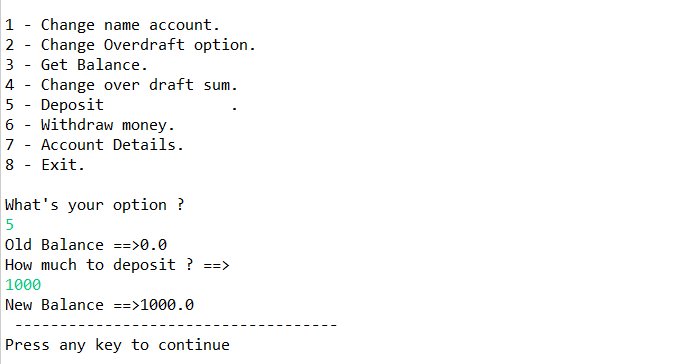 1 - Change name account.
2 - Change Overdraft option.
3 - Get Balance.
4 - Change over draft sum.
5 - Deposit              .
6 - Withdraw money.
7 - Account Details.
8 - Exit.
What's your option ?
5
Old Balance ==>0.0
How much to deposit ? ==>
1000
New Balance ==>1000.0
------------------------------------
Press any key to continue